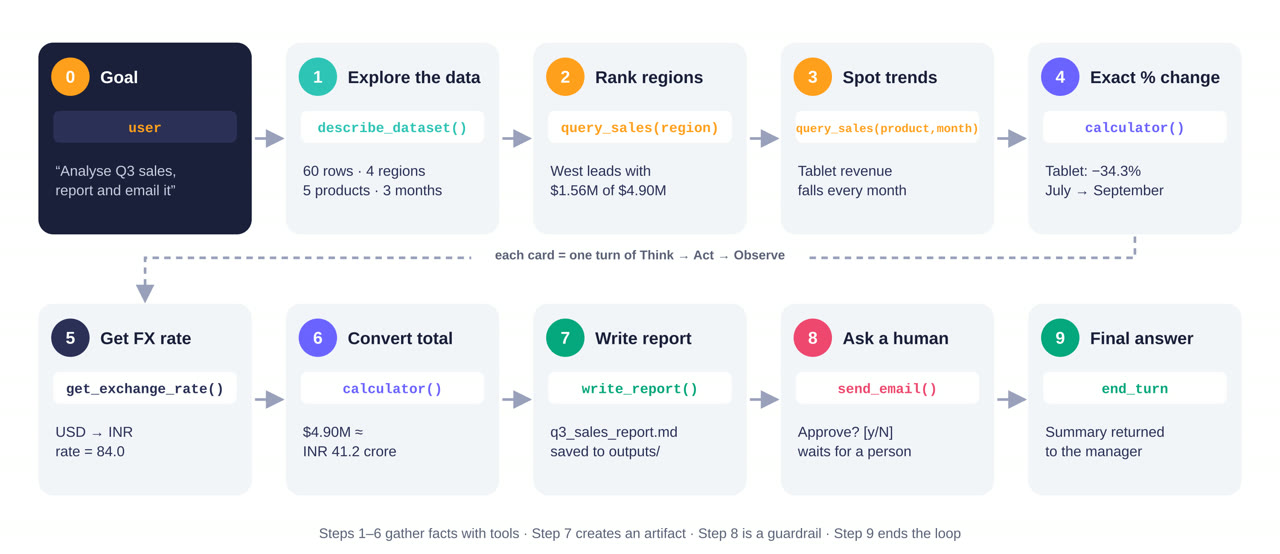 0 Goal
user
“Analyse Q3 sales,
report and email it”
1 Explore the data
describe_dataset()
60 rows · 4 regions
5 products · 3 months
2 Rank regions
query_sales(region)
West leads with
$1.56M of $4.90M
3 Spot trends
query_sales(product,month)
Tablet revenue
falls every month
4 Exact % change
calculator()
Tablet: −34.3%
July → September
each card = one turn of Think → Act → Observe
5 Get FX rate
get_exchange_rate()
USD → INR
rate = 84.0
6 Convert total
calculator()
$4.90M ≈
INR 41.2 crore
7 Write report
write_report()
q3_sales_report.md
saved to outputs/
8 Ask a human
send_email()
Approve? [y/N]
waits for a person
9 Final answer
end_turn
Summary returned
to the manager
Steps 1–6 gather facts with tools · Step 7 creates an artifact · Step 8 is a guardrail · Step 9 ends the loop